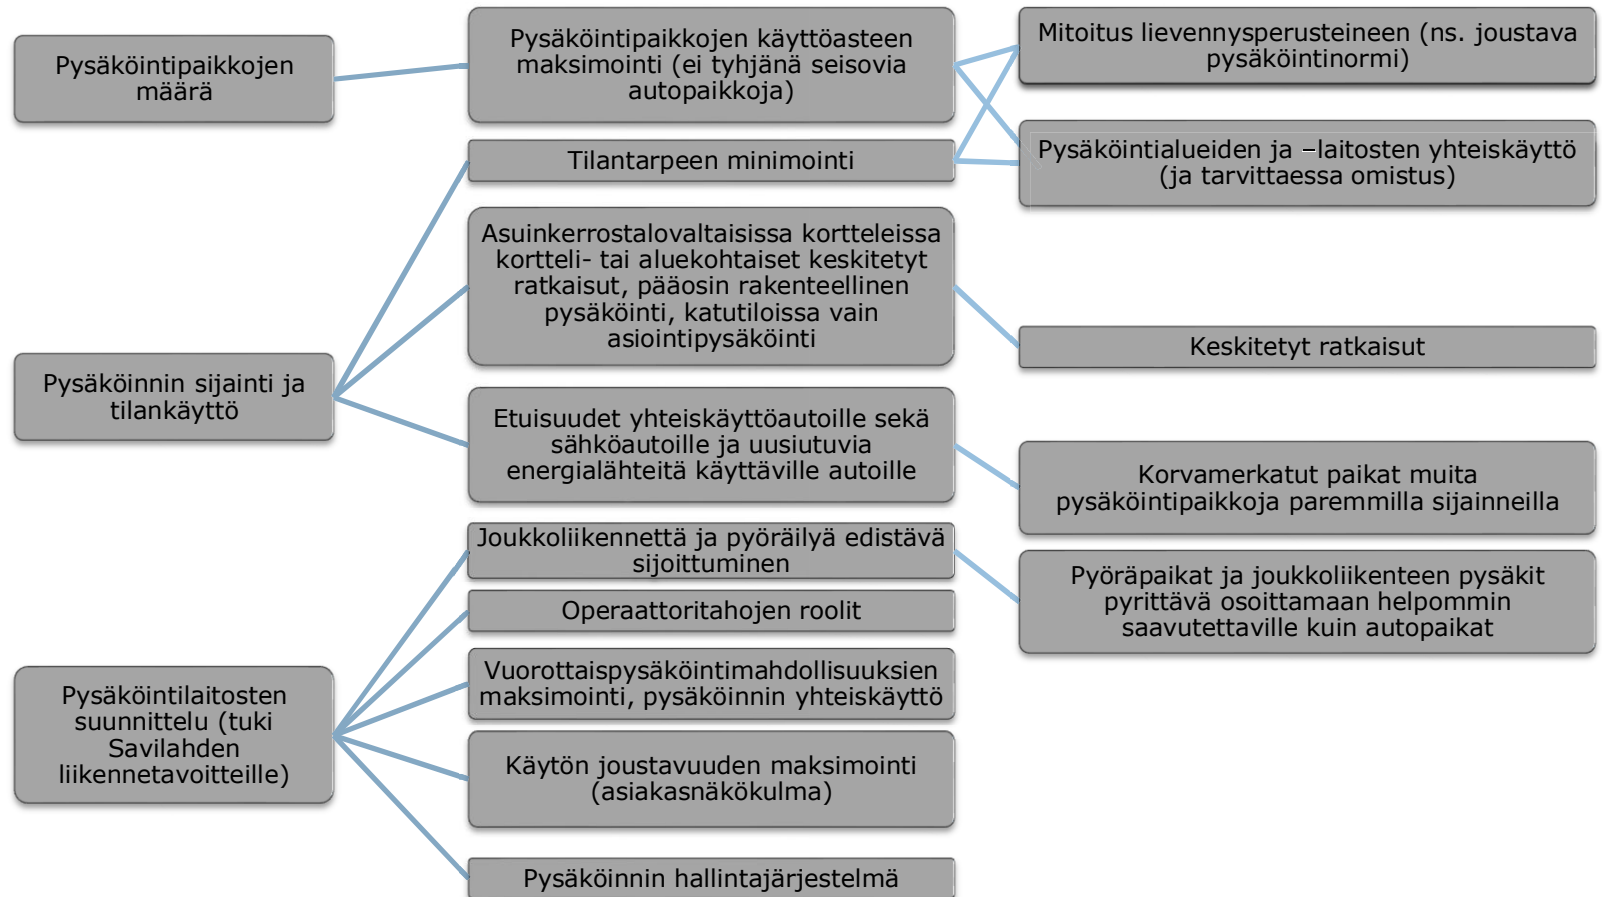 Pysäköintipaikkojen
määrä
Pysäköinnin sijainti ja
tilankäyttö
Pysäköintilaitosten
suunnittelu (tuki
Savilahden
liikennetavoitteille)
Pysäköintipaikkojen käyttöasteen
maksimointi (ei tyhjänä seisovia
autopaikkoja)
Tilantarpeen minimointi
Asuinkerrostalovaltaisissa kortteleissa
kortteli- tai aluekohtaiset keskitetyt
ratkaisut, pääosin rakenteellinen
pysäköinti, katutiloissa vain
asiointipysäköinti
Etuisuudet yhteiskäyttöautoille sekä
sähköautoille ja uusiutuvia
energialähteitä käyttäville autoille
Joukkoliikennettä ja pyöräilyä edistävä
sijoittuminen
Operaattoritahojen roolit
Vuorottaispysäköintimahdollisuuksien
maksimointi, pysäköinnin yhteiskäyttö
Käytön joustavuuden maksimointi
(asiakasnäkökulma)
Pysäköinnin hallintajärjestelmä
Mitoitus lievennysperusteineen (ns. joustava
pysäköintinormi)
Pysäköintialueiden ja –laitosten yhteiskäyttö
(ja tarvittaessa omistus)
Keskitetyt ratkaisut
Korvamerkatut paikat muita
pysäköintipaikkoja paremmilla sijainneilla
Pyöräpaikat ja joukkoliikenteen pysäkit
pyrittävä osoittamaan helpommin
saavutettaville kuin autopaikat